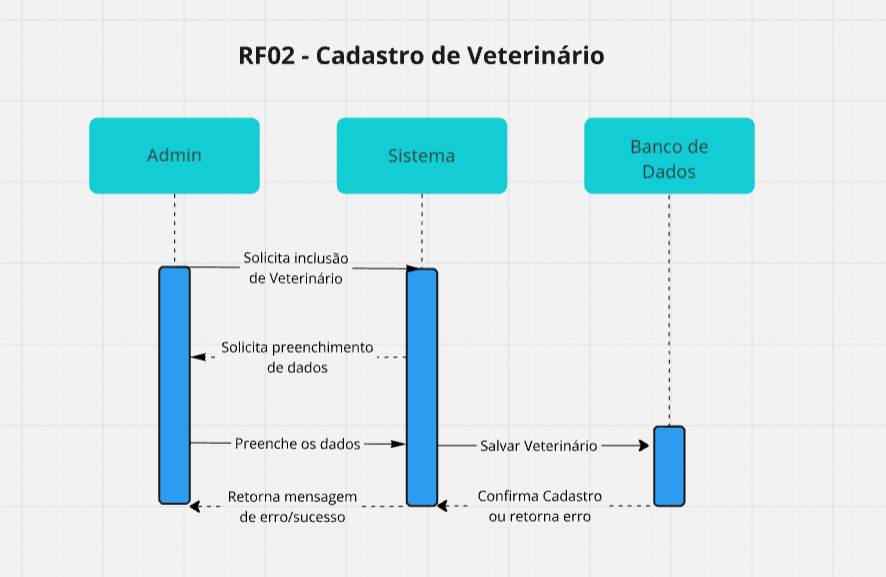 RF02 - Cadastro de Veterinário
Admin
Sistema
Banco de
Dados
Solicita inclusão
de Veterinário
Solicita preenchimento
de dados
Preenche os dados
Salvar Veterinário
Retorna mensagem
de erro/sucesso
Confirma Cadastro
ou retorna erro